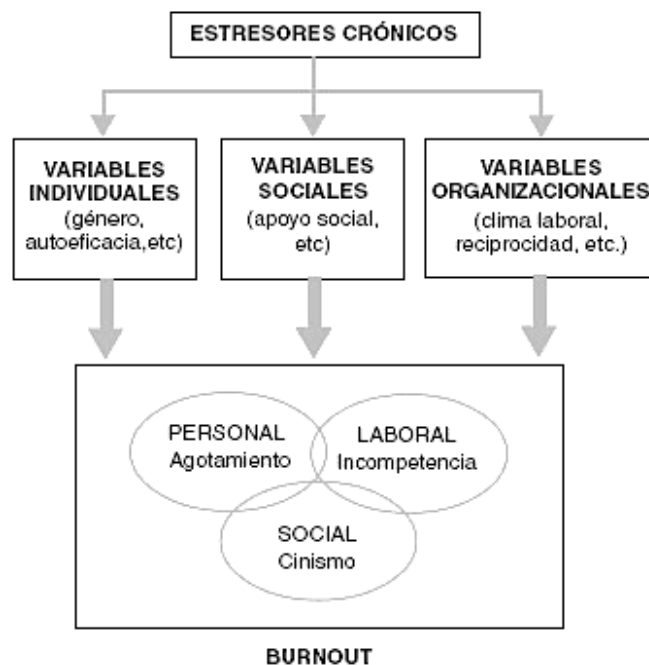 ESTRESORES CRÓNICOS
VARIABLES
INDIVIDUALES
(género,
autoeficacia,etc)
VARIABLES
SOCIALES
(apoyo social,
etc)
VARIABLES
ORGANIZACIONALES
(clima laboral,
reciprocidad, etc.)
PERSONAL
Agotamiento
LABORAL
Incompetencia
SOCIAL
Cinismo
BURNOUT